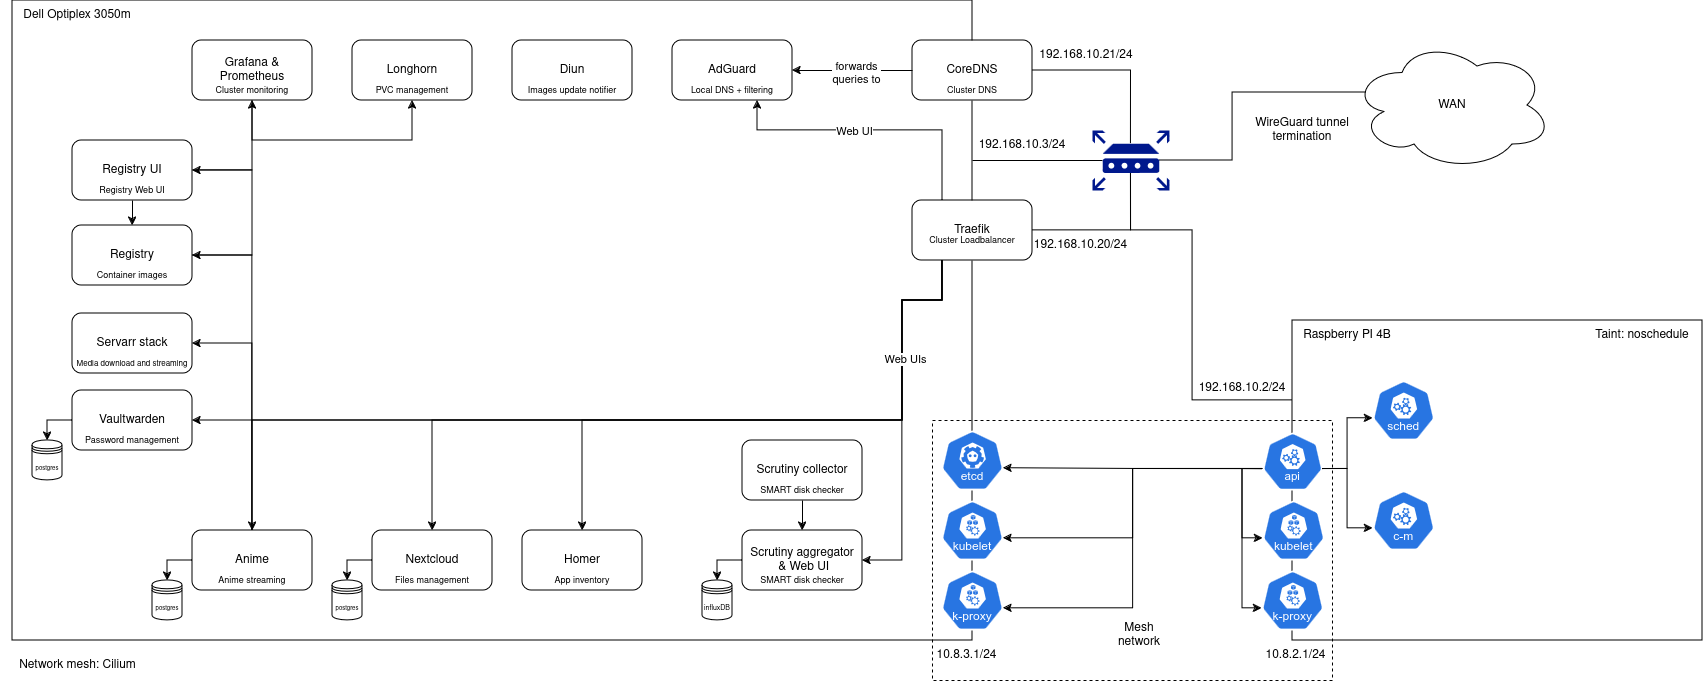 Dell Optiplex 3050m
Grafana &
Prometheus
Cluster monitoring
Longhorn
PVC management
Diun
Images update notifier
AdGuard
Local DNS + filtering
forwards
queries to
CoreDNS
Cluster DNS
192.168.10.21/24
WAN
WireGuard tunnel
termination
Web UI
192.168.10.3/24
Registry UI
Registry Web UI
Traefik
Cluster Loadbalancer
192.168.10.20/24
Registry
Container images
Servarr stack
Media download and streaming
Web UIs
Raspberry PI 4B
Taint: noschedule
192.168.10.2/24
Vaultwarden
Password management
postgres
sched
Scrutiny collector
SMART disk checker
etcd
api
kubelet
kubelet
c-m
Anime
Anime streaming
postgres
Nextcloud
Files management
postgres
Homer
App inventory
Scrutiny aggregator
& Web UI
SMART disk checker
influxDB
k-proxy
k-proxy
Mesh
network
10.8.3.1/24
10.8.2.1/24
Network mesh: Cilium